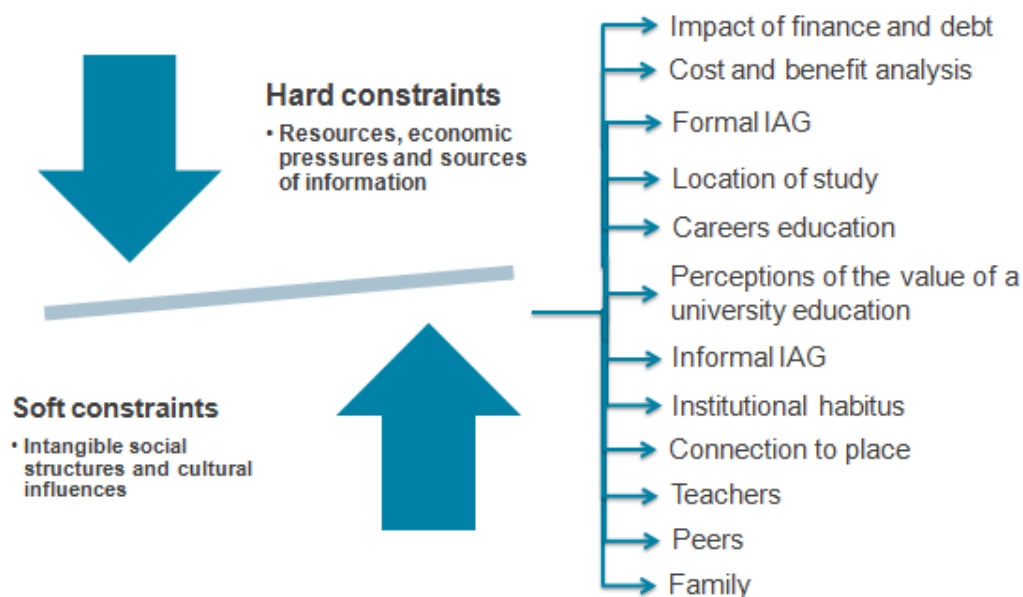 Hard constraints
• Resources, economic
pressures and sources
of information
Soft constraints
• Intangible social
structures and cultural
influences
Impact of finance and debt
Cost and benefit analysis
Formal IAG
Location of study
Careers education
Perceptions of the value of a
university education
Informal IAG
Institutional habitus
Connection to place
Teachers
Peers
Family